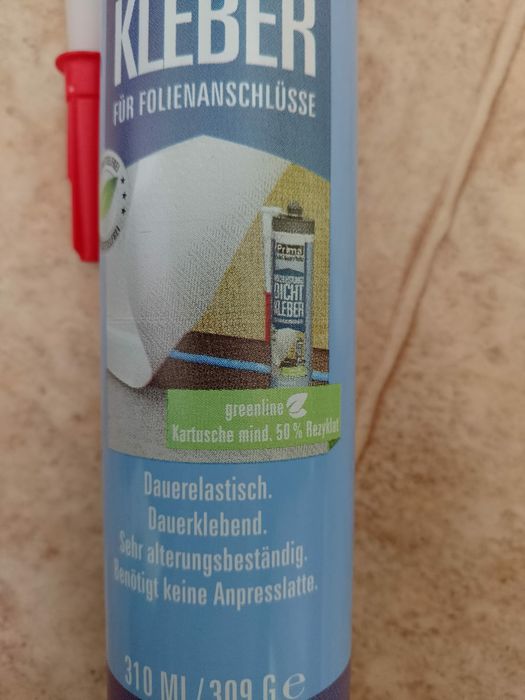 KLEBER
FÜR FOLIENANSCHLÜSSE
Prima
DICHT
KLEBER
greenline
Kartusche mind. 50 % Rezyklat
Dauerelastisch.
Dauerklebend.
Sehr alterungsbeständig.
Benötigt keine Anpresslatte.
310 Ml / 309 G e